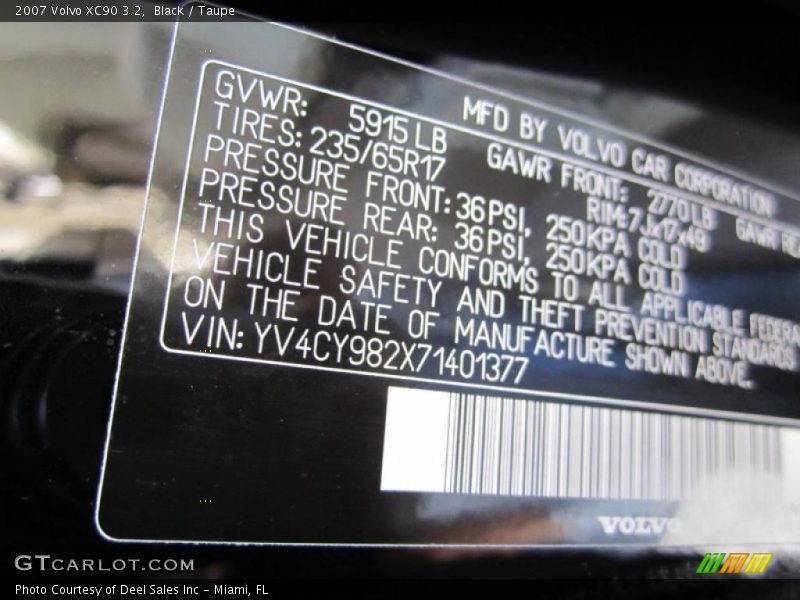 2007 Volvo XC90 3.2, Black / Taupe
MFD BY VOLVO CAR CORPORATION
GVWR: 5915 LB GAWR FRONT: 2770 LB GAWR REA
TIRES: 235/65R17 RIM: 7Jx17x49
PRESSURE FRONT: 36 PSI, 250 KPA COLD
PRESSURE REAR: 36 PSI, 250 KPA COLD
THIS VEHICLE CONFORMS TO ALL APPLICABLE FEDERA
VEHICLE SAFETY AND THEFT PREVENTION STANDARDS
ON THE DATE OF MANUFACTURE SHOWN ABOVE.
VIN: YV4CY982X71401377
VOLVO
GTCARLOT.COM
Photo Courtesy of Deel Sales Inc - Miami, FL